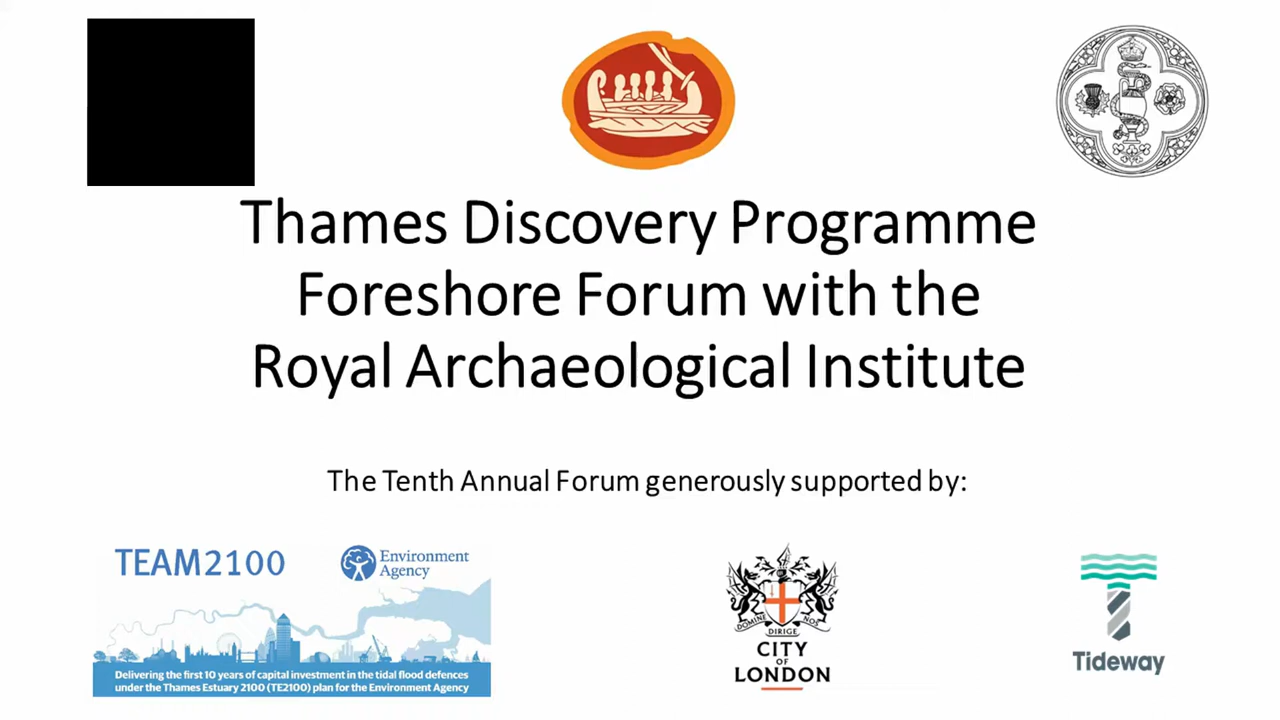 Thames Discovery Programme
Foreshore Forum with the
Royal Archaeological Institute
The Tenth Annual Forum generously supported by:
TEAM2100
Environment
Agency
Delivering the first 10 years of capital investment in the tidal flood defences
under the Thames Estuary 2100 (TE2100) plan for the Environment Agency
DOMINE DIRIGE NOS
CITY
OF
LONDON
Tideway